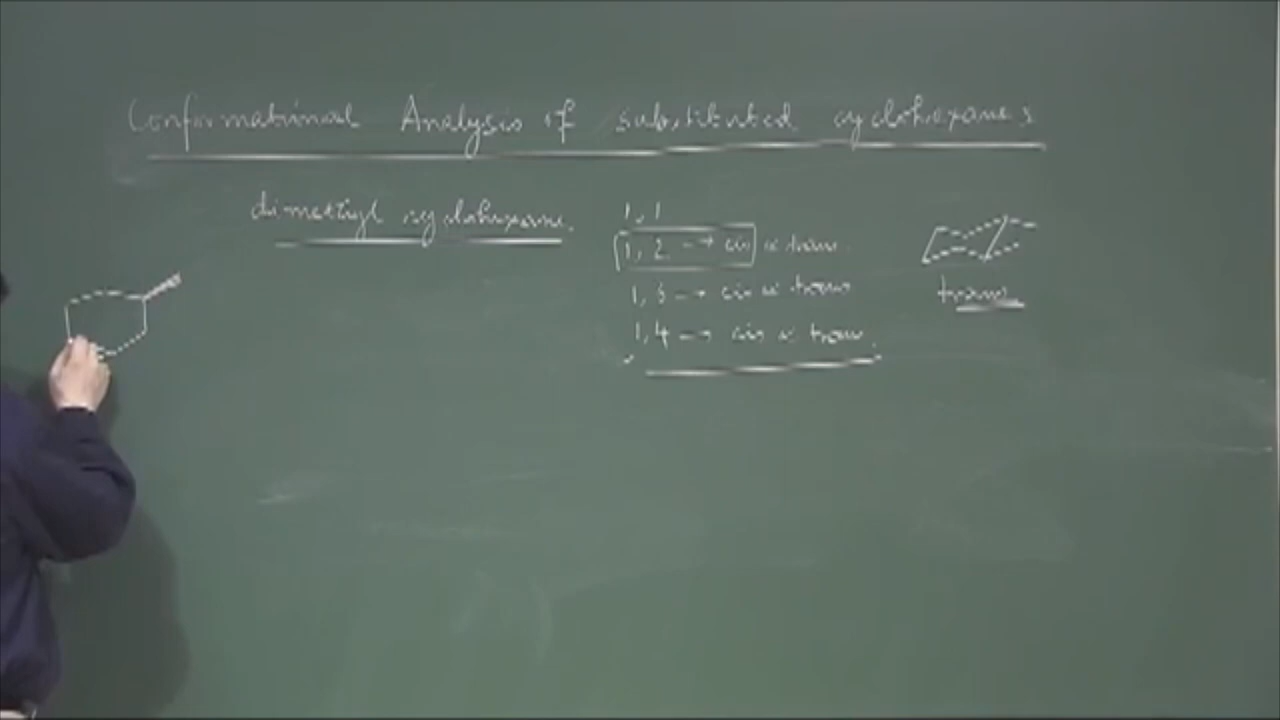 Conformational Analysis of substituted cyclohexanes
dimethyl cyclohexane.
1, 1
1, 2 → cis & trans
1, 3 → cis & trans
1, 4 → cis & trans.
trans